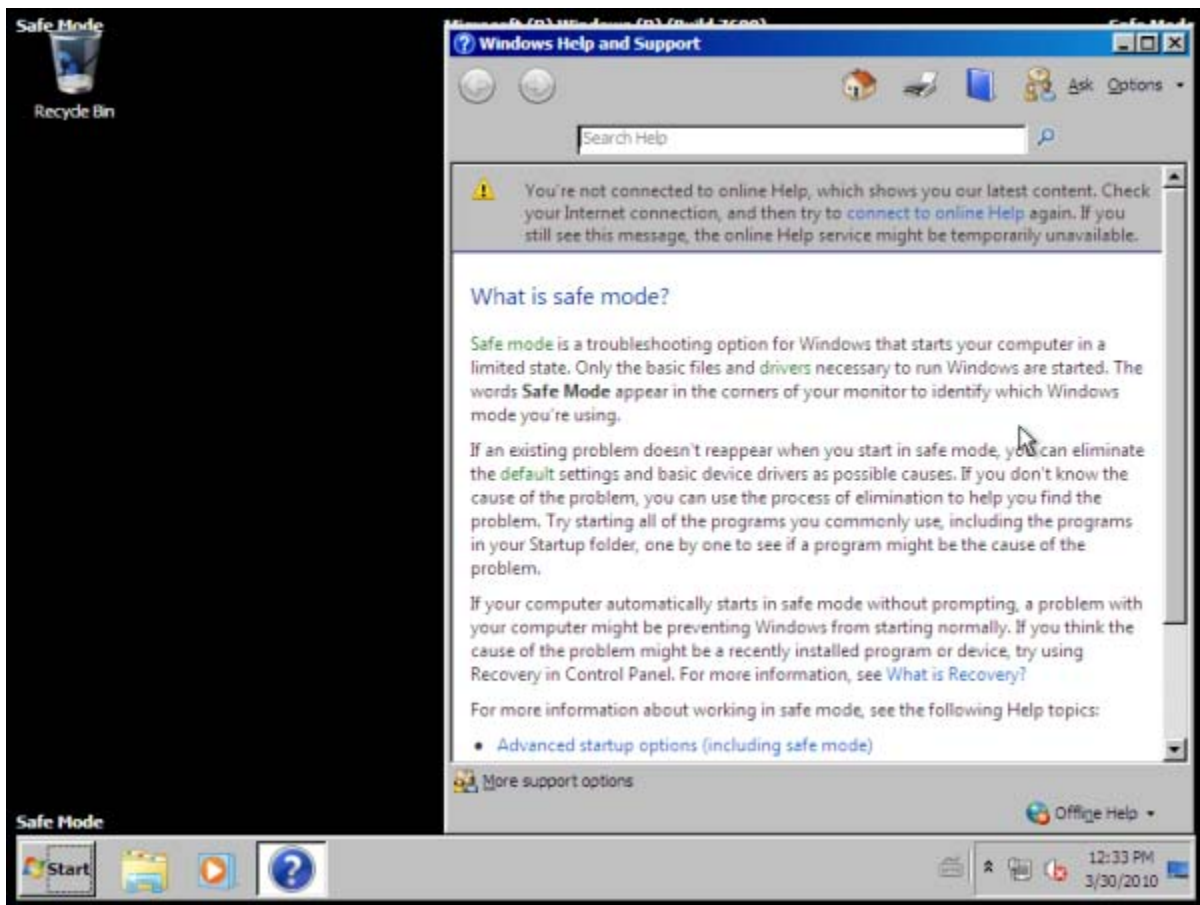 Safe Mode
Microsoft (R) Windows (R) (Build 7600)
Safe Mode
Recycle Bin
Windows Help and Support
Ask Options
Search Help
You're not connected to online Help, which shows you our latest content. Check
your Internet connection, and then try to connect to online Help again. If you
still see this message, the online Help service might be temporarily unavailable.
What is safe mode?
Safe mode is a troubleshooting option for Windows that starts your computer in a
limited state. Only the basic files and drivers necessary to run Windows are started. The
words Safe Mode appear in the corners of your monitor to identify which Windows
mode you're using.
If an existing problem doesn't reappear when you start in safe mode, you can eliminate
the default settings and basic device drivers as possible causes. If you don't know the
cause of the problem, you can use the process of elimination to help you find the
problem. Try starting all of the programs you commonly use, including the programs
in your Startup folder, one by one to see if a program might be the cause of the
problem.
If your computer automatically starts in safe mode without prompting, a problem with
your computer might be preventing Windows from starting normally. If you think the
cause of the problem might be a recently installed program or device, try using
Recovery in Control Panel. For more information, see What is Recovery?
For more information about working in safe mode, see the following Help topics:
• Advanced startup options (including safe mode)
More support options
Offline Help
Safe Mode
Start
12:33 PM
3/30/2010